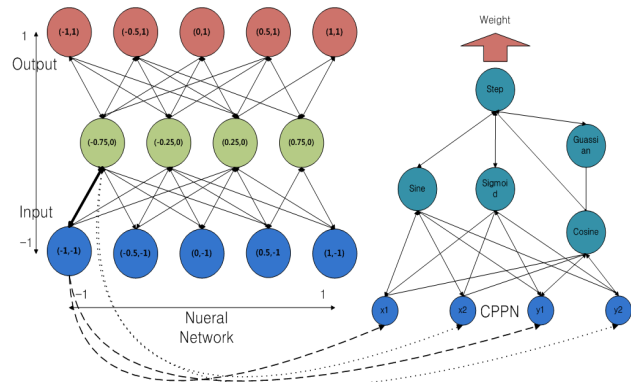 Weight
1
(-1,1)
(-0.5,1)
(0,1)
(0.5,1)
(1,1)
Output
Step
(-0.75,0)
(-0.25,0)
(0.25,0)
(0.75,0)
Guassi
an
Sine
Sigmoi
d
Input
Cosine
-1
(-1,-1)
(-0.5,-1)
(0,-1)
(0.5,-1
(1,-1)
-1
1
Nueral
Network
x1
x2
CPPN
y1
y2